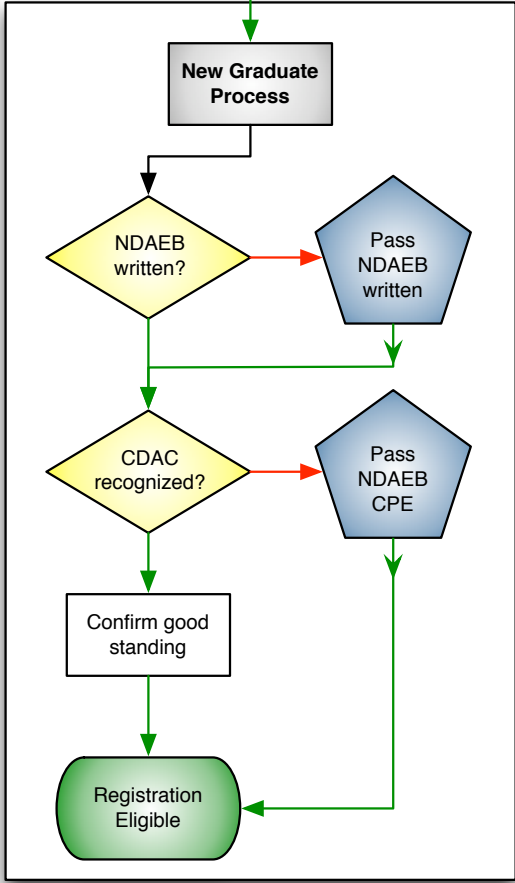 New Graduate
Process
NDAEB
written?
Pass
NDAEB
written
CDAC
recognized?
Pass
NDAEB
CPE
Confirm good
standing
Registration
Eligible